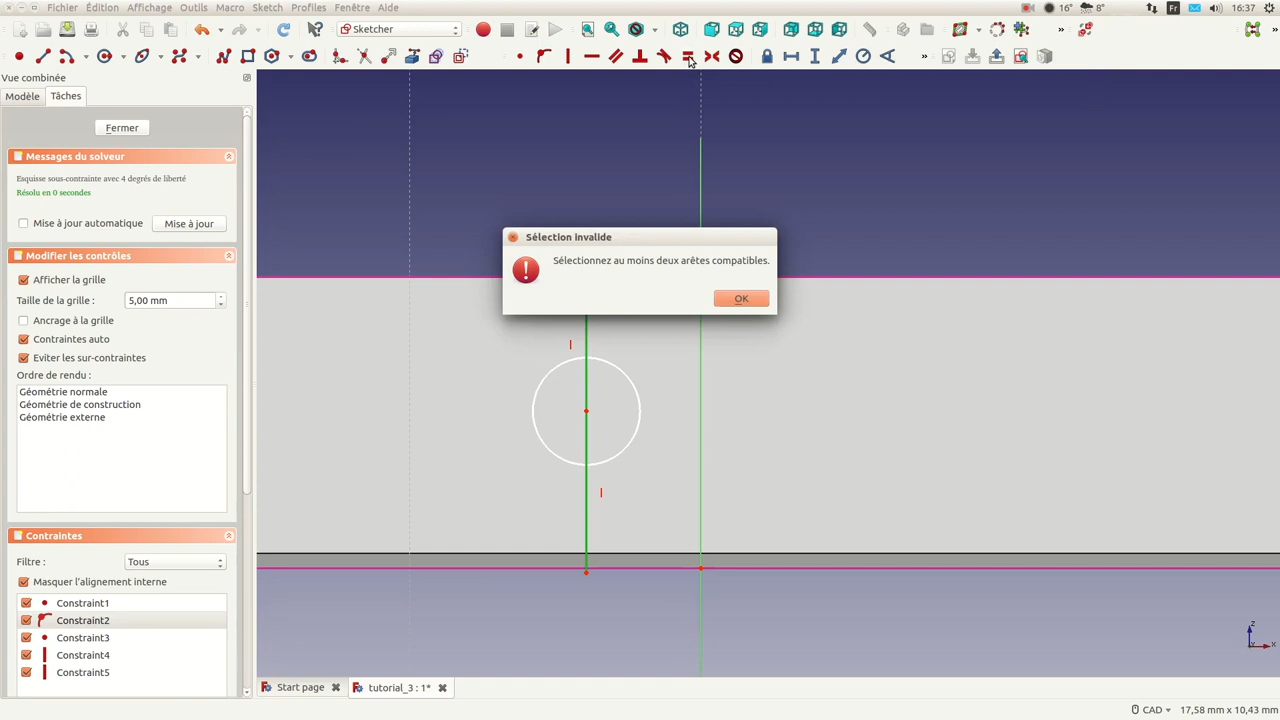 Fichier Édition Affichage Outils Macro Sketch Profiles Fenêtre Aide
16° 8° Fr 16:37
Sketcher
» »
Vue combinée
»
Modèle Tâches
Fermer
Messages du solveur
Esquisse sous-contrainte avec 4 degrés de liberté
Résolu en 0 secondes
Mise à jour automatique Mise à jour
Modifier les contrôles
Afficher la grille
Taille de la grille : 5,00 mm
Ancrage à la grille
Contraintes auto
Eviter les sur-contraintes
Ordre de rendu :
Géométrie normale
Géométrie de construction
Géométrie externe
Contraintes
Filtre : Tous
Masquer l'alignement interne
Constraint1
Constraint2
Constraint3
Constraint4
Constraint5
Sélection invalide
Sélectionnez au moins deux arêtes compatibles.
OK
z
Y x
Start page tutorial_3 : 1*
CAD 17,58 mm x 10,43 mm